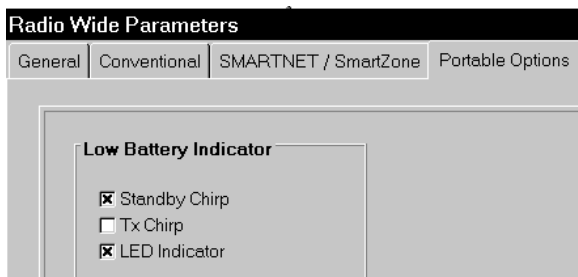 Radio Wide Parameters
General Conventional SMARTNET / SmartZone Portable Options
Low Battery Indicator
Standby Chirp
Tx Chirp
LED Indicator